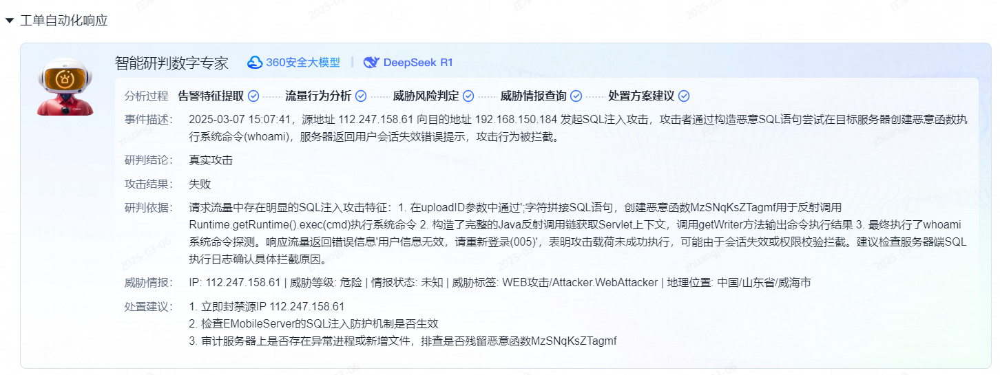 工单自动化响应
智能研判数字专家 360安全大模型 | DeepSeek R1
分析过程 告警特征提取 流量行为分析 威胁风险判定 威胁情报查询 处置方案建议
事件描述： 2025-03-07 15:07:41，源地址 112.247.158.61 向目的地址 192.168.150.184 发起SQL注入攻击，攻击者通过构造恶意SQL语句尝试在目标服务器创建恶意函数执
行系统命令(whoami)，服务器返回用户会话失效错误提示，攻击行为被拦截。
研判结论： 真实攻击
攻击结果： 失败
研判依据： 请求流量中存在明显的SQL注入攻击特征：1. 在uploadID参数中通过';字符拼接SQL语句，创建恶意函数MzSNqKsZTagmf用于反射调用
Runtime.getRuntime().exec(cmd)执行系统命令 2. 构造了完整的Java反射调用链获取Servlet上下文，调用getWriter方法输出命令执行结果 3. 最终执行了whoami
系统命令探测。响应流量返回错误信息'用户信息无效，请重新登录(005)'，表明攻击载荷未成功执行，可能由于会话失效或权限校验拦截。建议检查服务器端SQL
执行日志确认具体拦截原因。
威胁情报： IP: 112.247.158.61 | 威胁等级: 危险 | 情报状态: 未知 | 威胁标签: WEB攻击/Attacker.WebAttacker | 地理位置: 中国/山东省/威海市
处置建议： 1. 立即封禁源IP 112.247.158.61
2. 检查EMobileServer的SQL注入防护机制是否生效
3. 审计服务器上是否存在异常进程或新增文件，排查是否残留恶意函数MzSNqKsZTagmf